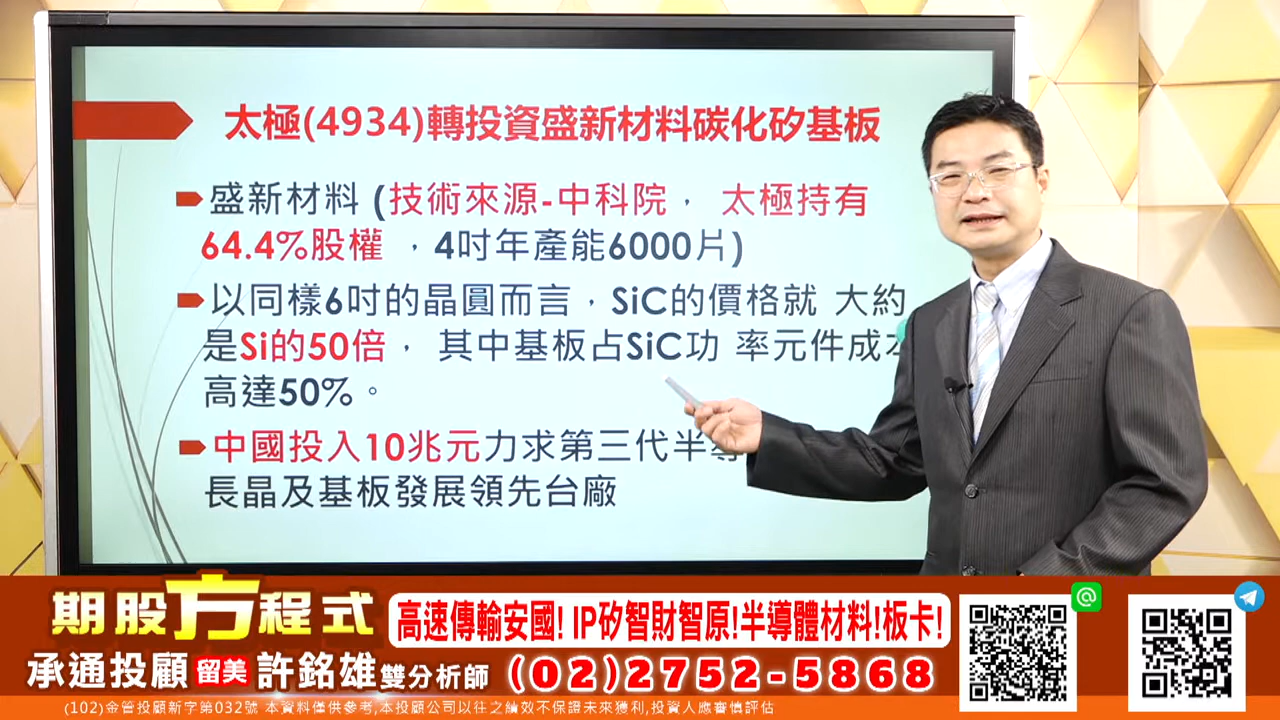 太極(4934)轉投資盛新材料碳化矽基板
盛新材料 (技術來源-中科院， 太極持有
64.4%股權 ，4吋年產能6000片)
以同樣6吋的晶圓而言，SiC的價格就 大約
是Si的50倍， 其中基板占SiC功 率元件成本
高達50%。
中國投入10兆元力求第三代半導
長晶及基板發展領先台廠
期股方程式
高速傳輸安國! IP矽智財智原!半導體材料!板卡!
承通投顧 留美 許銘雄 雙分析師 (02)2752-5868
(102)金管投顧新字第032號 本資料僅供參考,本投顧公司以往之績效不保證未來獲利,投資人應審慎評估